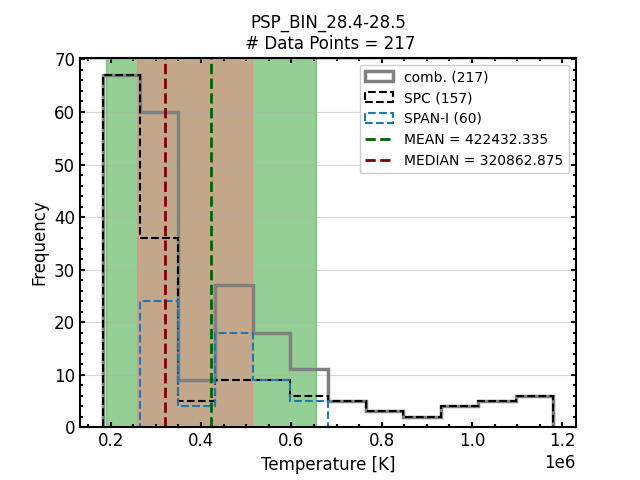 PSP_BIN_28.4-28.5
# Data Points = 217
70
60
50
40
30
20
10
0
Frequency
comb. (217)
SPC (157)
SPAN-I (60)
MEAN = 422432.335
MEDIAN = 320862.875
0.2 0.4 0.6 0.8 1.0 1.2
1e6
Temperature [K]